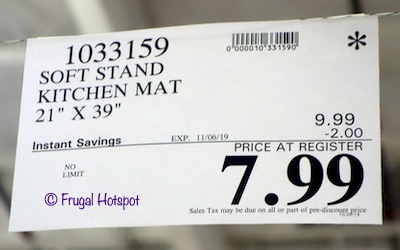 1033159
0000010331590
*
SOFT STAND
KITCHEN MAT
21" X 39"
9.99
-2.00
Instant Savings EXP. 11/06/19 PRICE AT REGISTER
NO
LIMIT
7.99
© Frugal Hotspot
Sales Tax may be due on all or part of pre-discount price